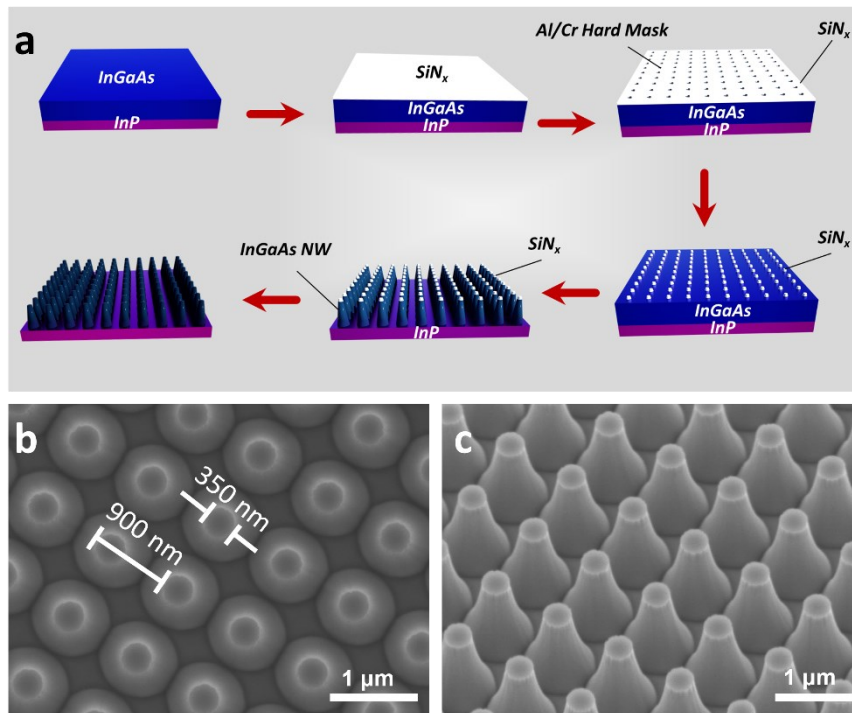 a
InGaAs
InP
SiNₓ
InGaAs
InP
Al/Cr Hard Mask
SiNₓ
InGaAs
InP
InGaAs NW
SiNₓ
InP
SiNₓ
InGaAs
InP
b
350 nm
900 nm
1 µm
c
1 µm